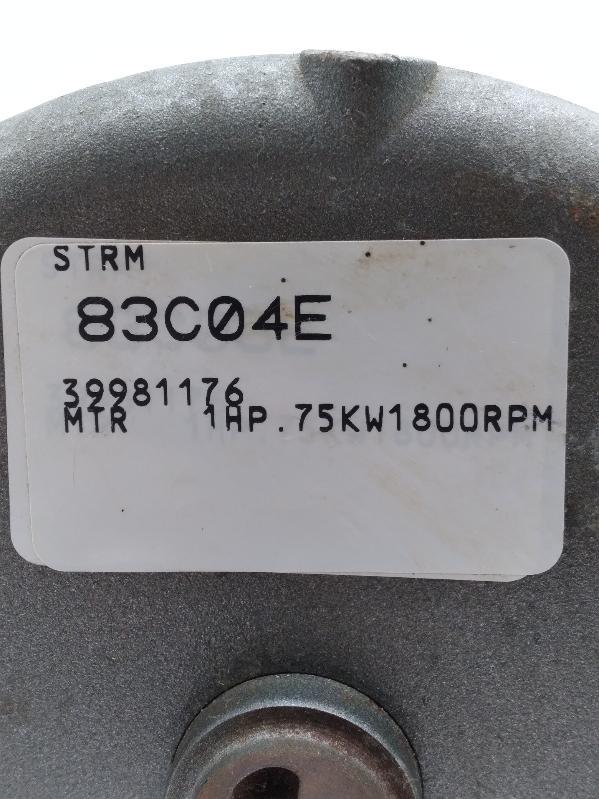 STRM
83C04E
39981176
MTR 1HP.75KW1800RPM